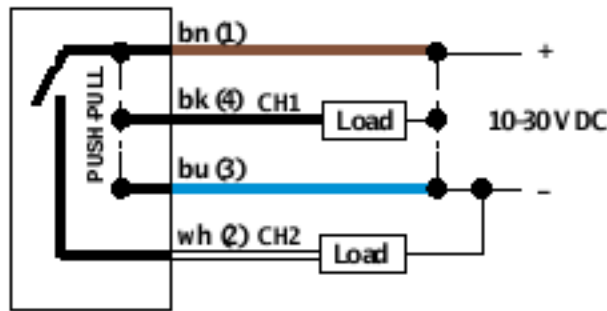 bn (1)
+
PUSH-PULL
bk (4) CH1
Load
10-30 V DC
bu (3)
-
wh (2) CH2
Load